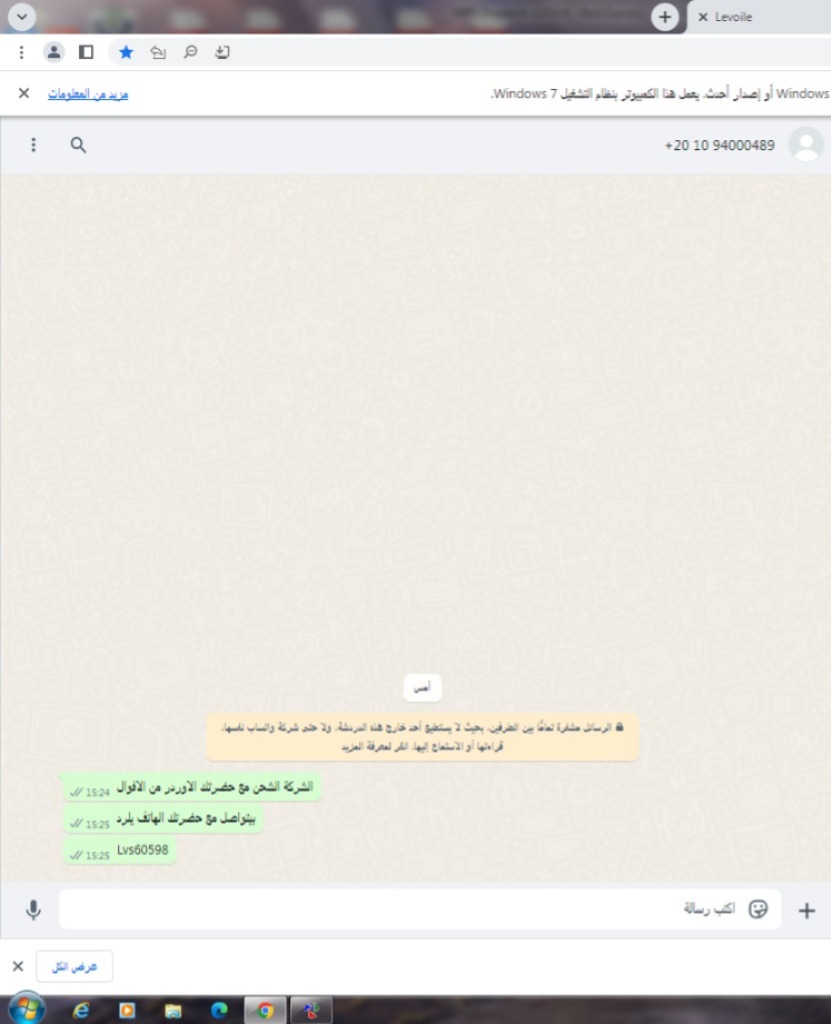 Levoile
Windows أو إصدار أحدث. يعمل هذا الكمبيوتر بنظام التشغيل Windows 7.
مزيد من المعلومات
+20 10 94000489
أمس
الرسائل مشفرة تمامًا بين الطرفين، بحيث لا يستطيع أحد خارج هذه الدردشة، ولا حتى شركة واتساب نفسها،
قراءتها أو الاستماع إليها. انقر لمعرفة المزيد
الشركة الشحن مع حضرتك الاوردر من الاقوال 15:24
بيتواصل مع حضرتك الهاتف يلرد 15:25
Lvs60598 15:25
اكتب رسالة
عرض الكل